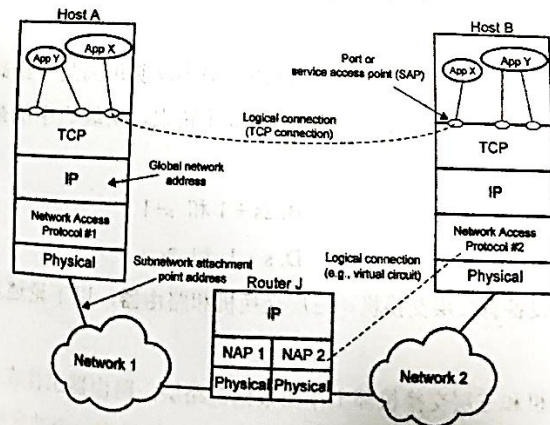 Host A
App Y
App X
TCP
IP
Network Access
Protocol #1
Physical
Global network
address
Subnetwork attachment
point address
Logical connection
(TCP connection)
Port or
service access point (SAP)
Host B
App X
App Y
TCP
IP
Network Access
Protocol #2
Physical
Logical connection
(e.g., virtual circuit)
Router J
IP
NAP 1
NAP 2
Physical
Physical
Network 1
Network 2